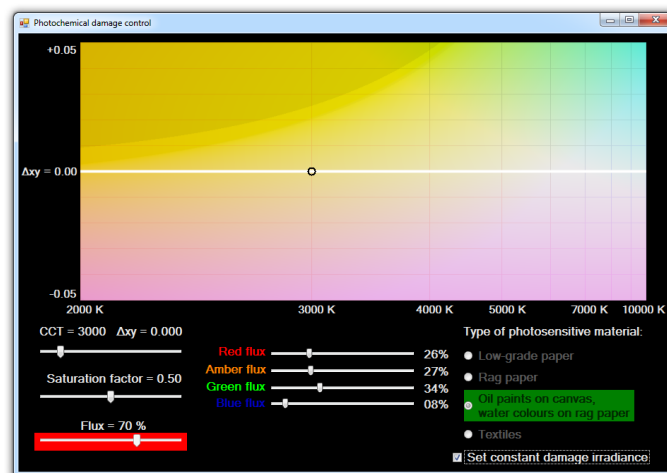 Photochemical damage control
+0.05
Δxy = 0.00
-0.05
2000 K 3000 K 4000 K 5000 K 7000 K 10000 K
CCT = 3000 Δxy = 0.000
Saturation factor = 0.50
Flux = 70 %
Red flux 26%
Amber flux 27%
Green flux 34%
Blue flux 08%
Type of photosensitive material:
Low-grade paper
Rag paper
Oil paints on canvas,
water colours on rag paper
Textiles
Set constant damage irradiance